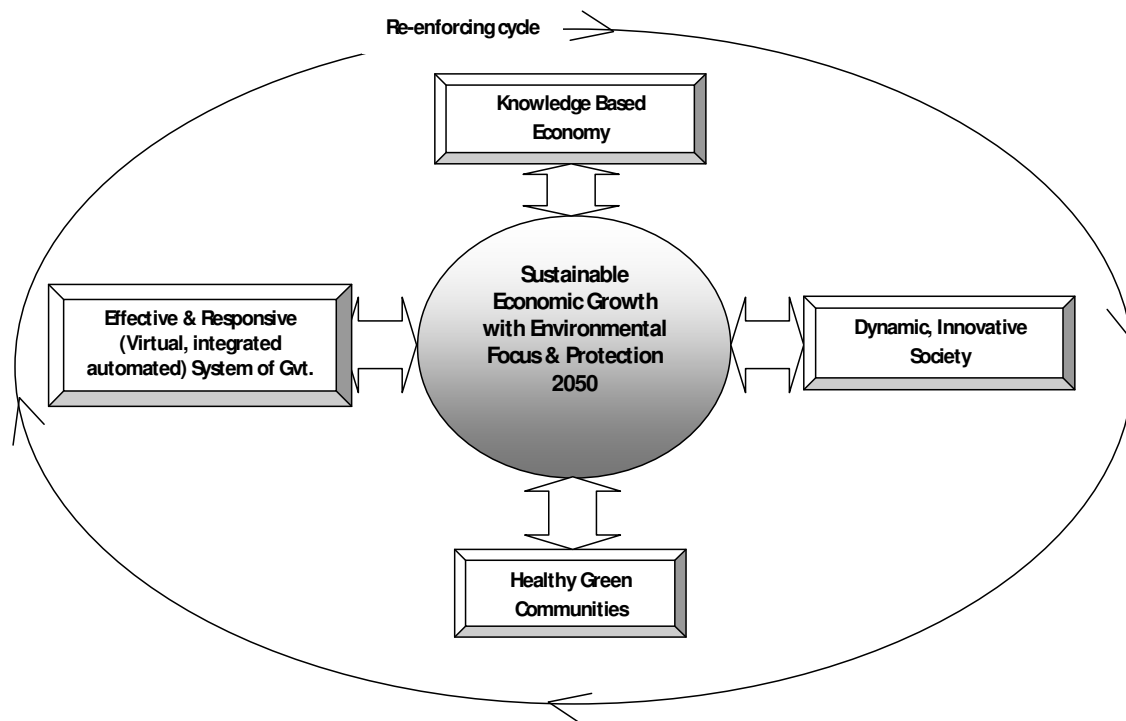 Re-enforcing cycle
Knowledge Based
Economy
Sustainable
Economic Growth
with Environmental
Focus & Protection
2050
Effective & Responsive
(Virtual, integrated
automated) System of Gvt.
Dynamic, Innovative
Society
Healthy Green
Communities